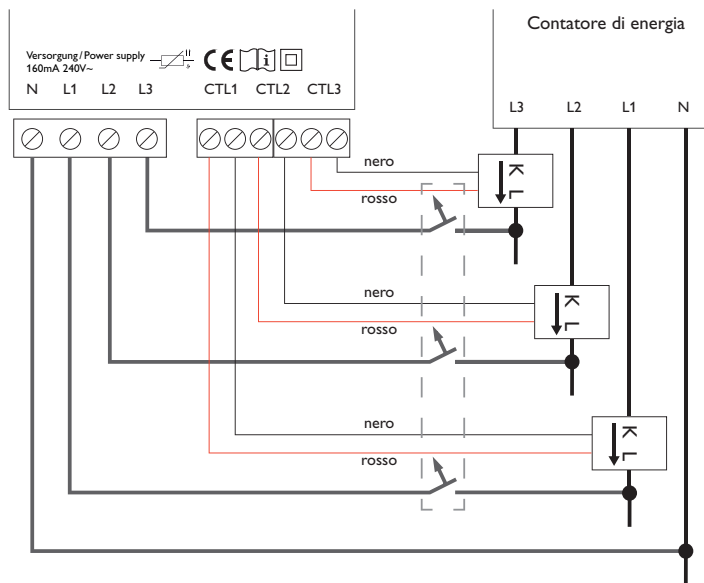 Contatore di energia
Versorgung/Power supply
160mA 240V~
CE i
N L1 L2 L3 CTL1 CTL2 CTL3
L3 L2 L1 N
nero
K L
rosso
nero
K L
rosso
nero
K L
rosso